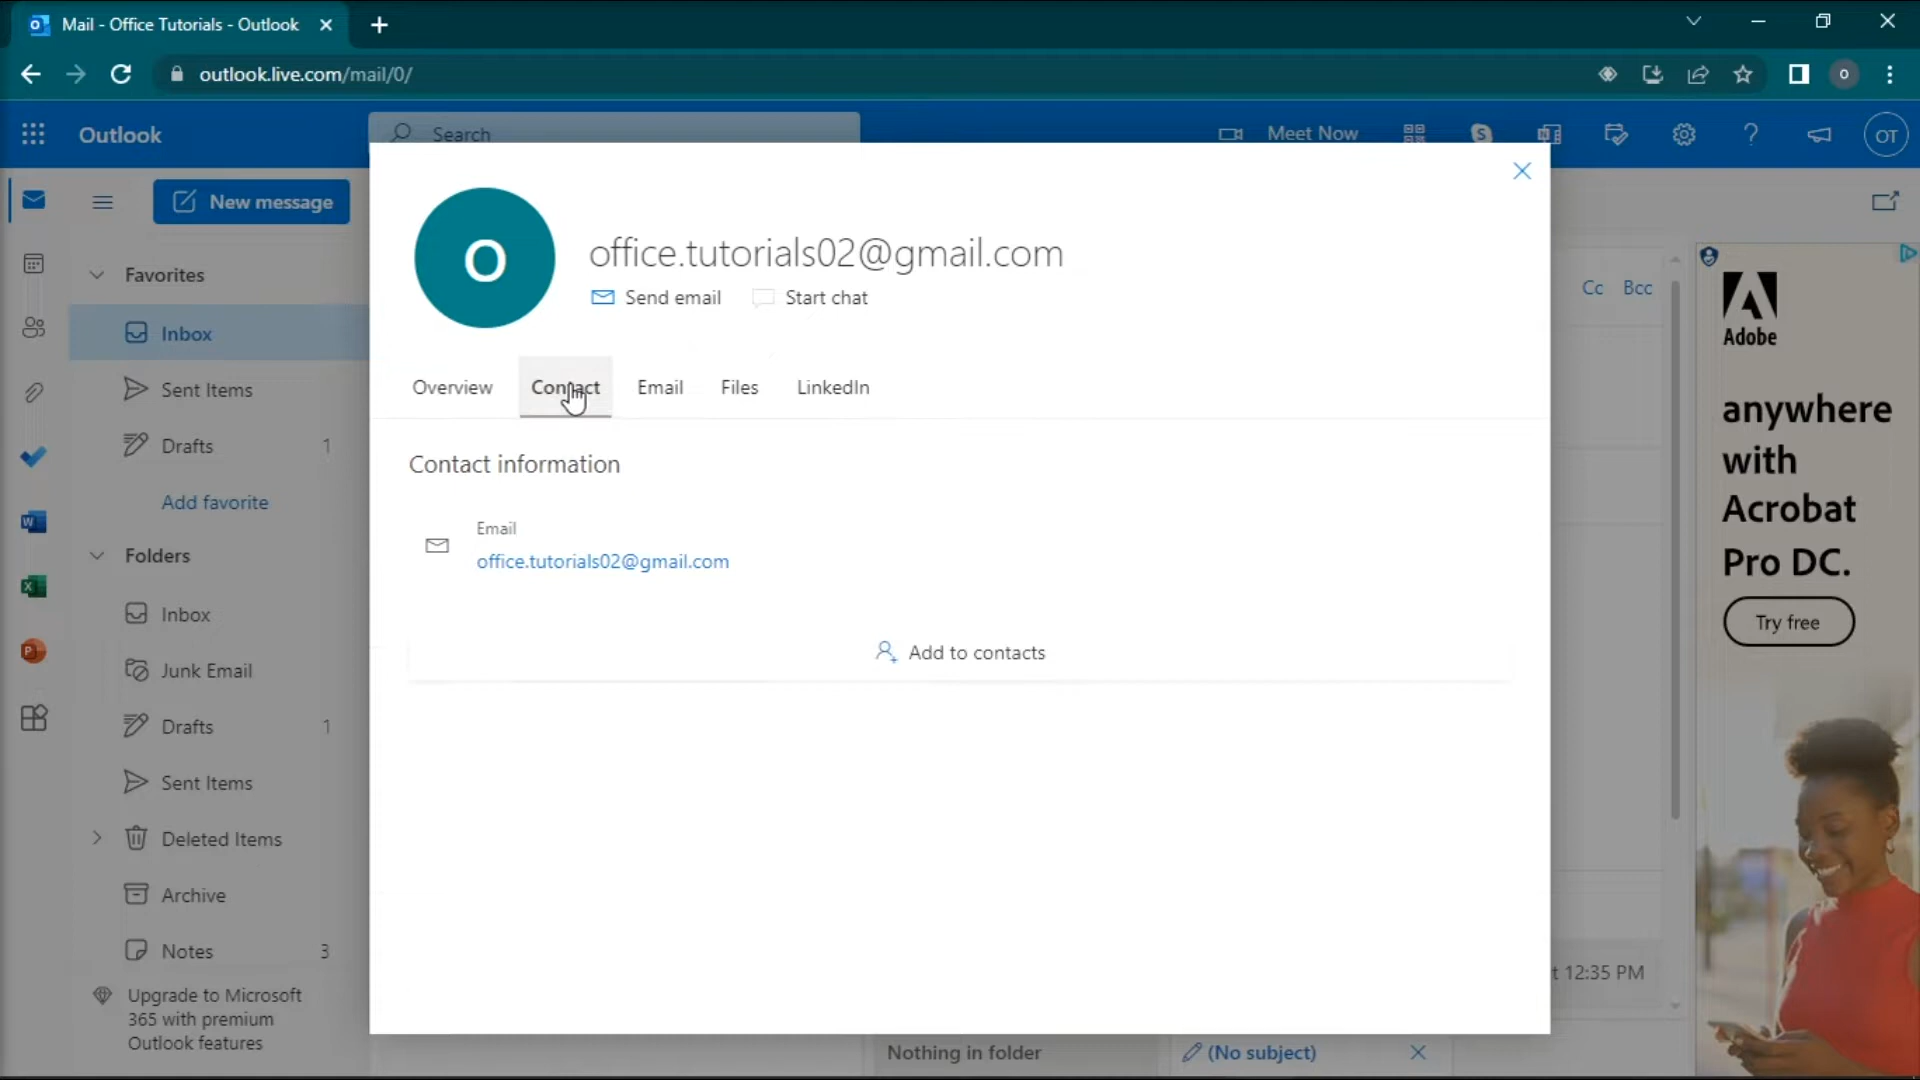 Mail - Office Tutorials - Outlook
outlook.live.com/mail/0/
O
Outlook
Search
Meet Now
OT
New message
Favorites
Inbox
Sent Items
Drafts 1
Add favorite
Folders
Inbox
Junk Email
Drafts 1
Sent Items
Deleted Items
Archive
Notes 3
Upgrade to Microsoft
365 with premium
Outlook features
O
office.tutorials02@gmail.com
Send email Start chat
Overview Contact Email Files LinkedIn
Contact information
Email
office.tutorials02@gmail.com
Add to contacts
Cc Bcc
t 12:35 PM
Nothing in folder
(No subject)
Adobe
anywhere
with
Acrobat
Pro DC.
Try free